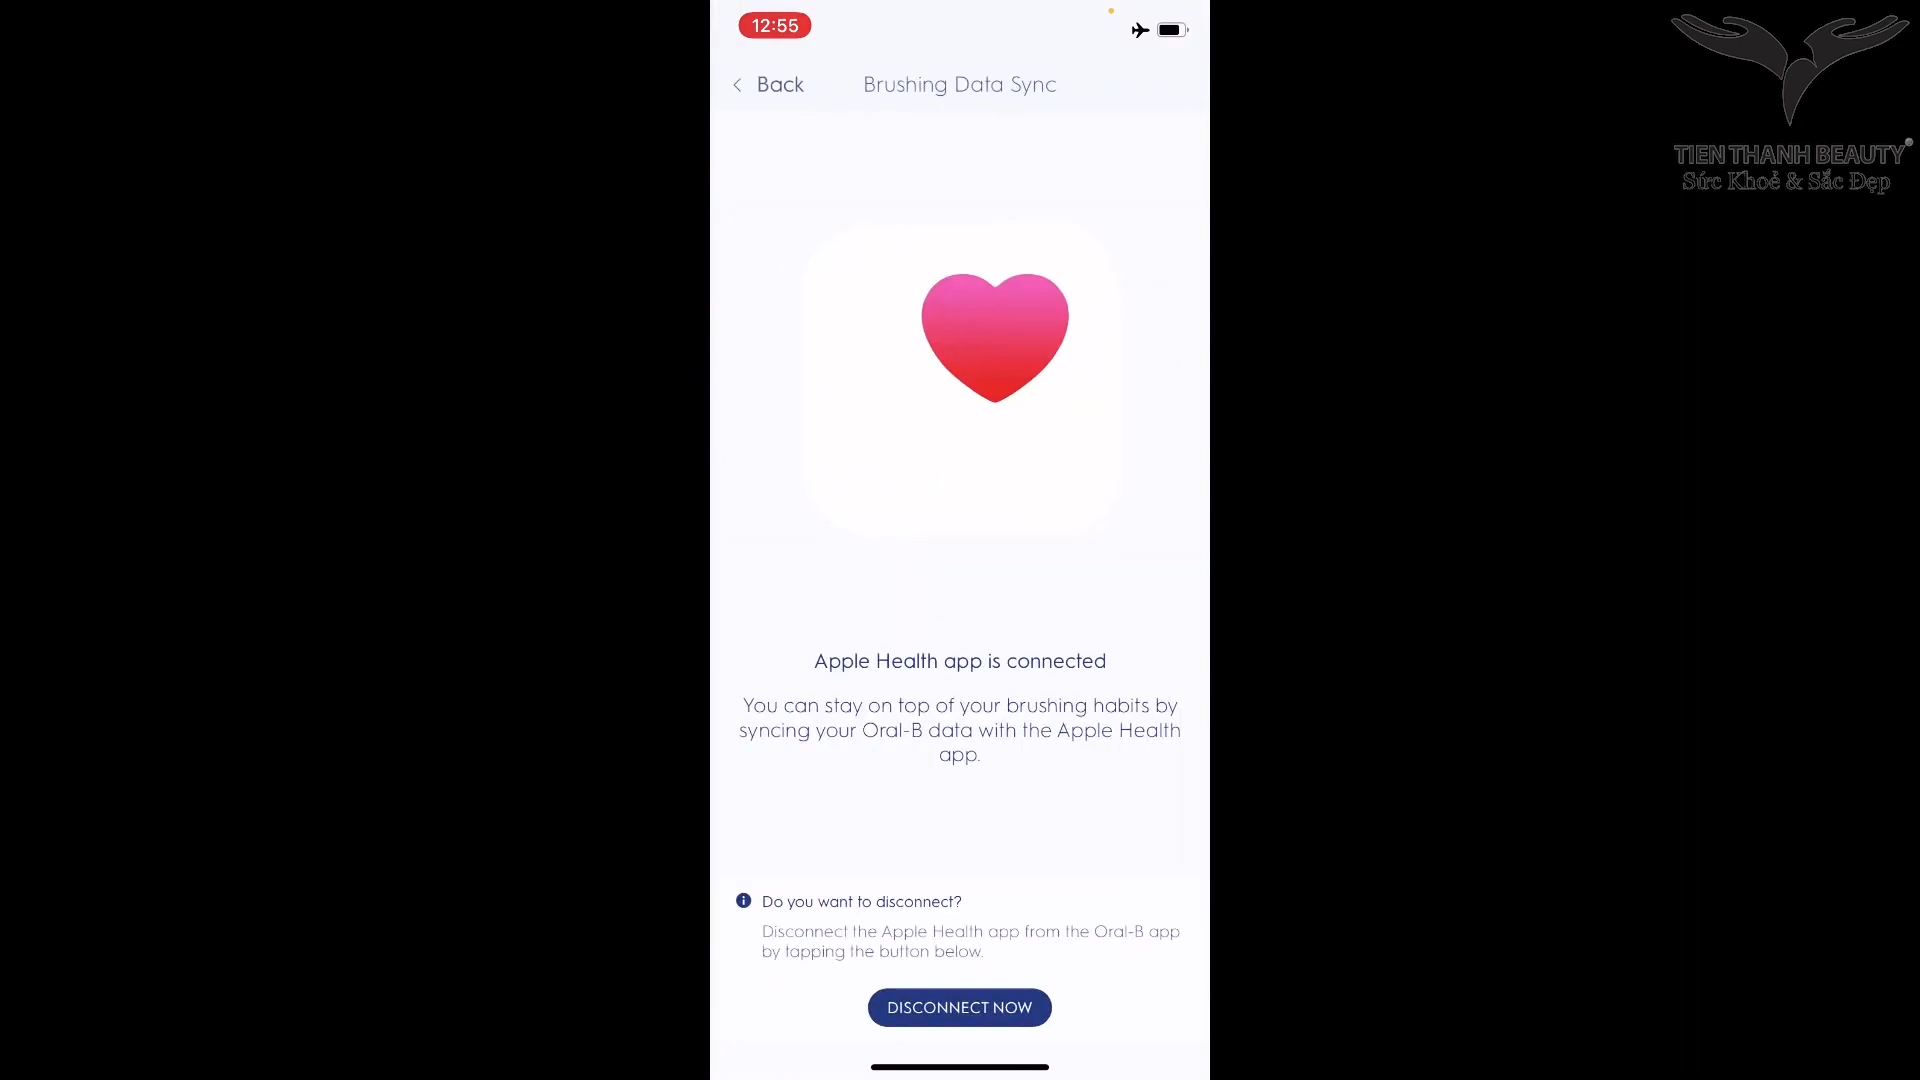 12:55
Back
Brushing Data Sync
TIEN THANH BEAUTY
Sức Khoẻ & Sắc Đẹp
Apple Health app is connected
You can stay on top of your brushing habits by
syncing your Oral-B data with the Apple Health
app.
Do you want to disconnect?
Disconnect the Apple Health app from the Oral-B app
by tapping the button below.
DISCONNECT NOW